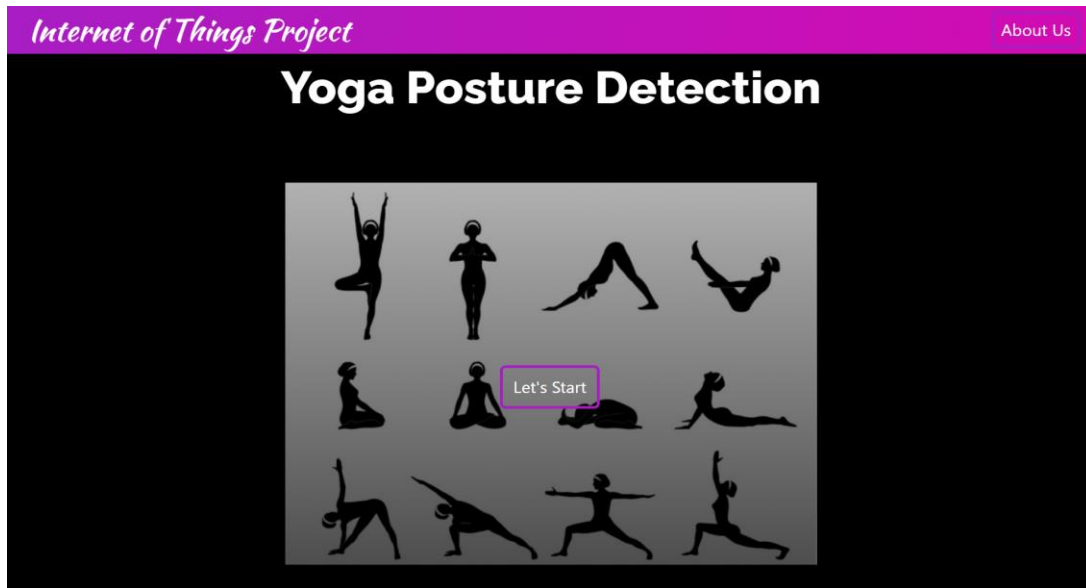 Internet of Things Project
About Us
Yoga Posture Detection
Let's Start